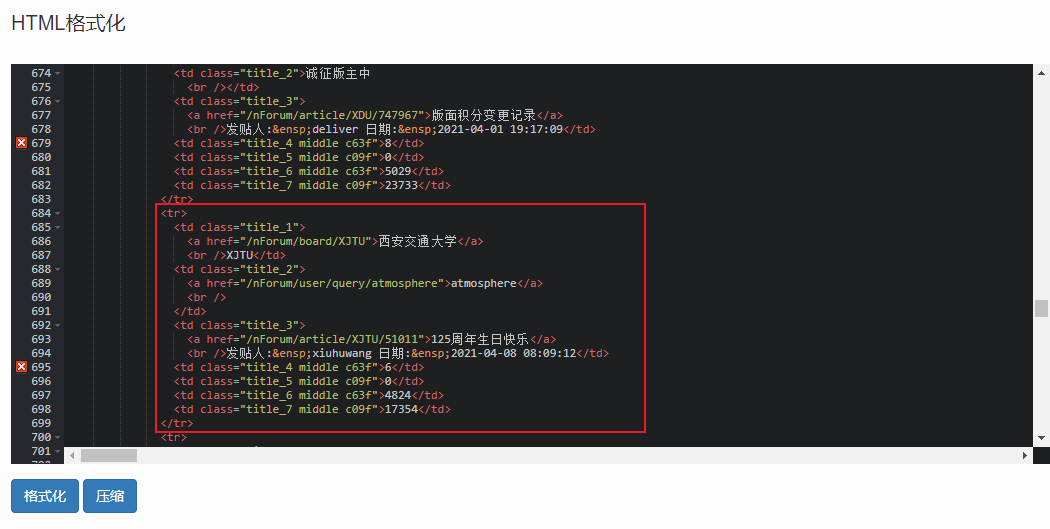 HTML格式化
674 <td class="title_2">诚征版主中
675 <br /></td>
676 <td class="title_3">
677 <a href="/nForum/article/XDU/747967">版面积分变更记录</a>
678 <br />发贴人:&ensp;deliver 日期:&ensp;2021-04-01 19:17:09</td>
679 <td class="title_4 middle c63f">8</td>
680 <td class="title_5 middle c09f">0</td>
681 <td class="title_6 middle c63f">5029</td>
682 <td class="title_7 middle c09f">23733</td>
683 </tr>
684 <tr>
685 <td class="title_1">
686 <a href="/nForum/board/XJTU">西安交通大学</a>
687 <br />XJTU</td>
688 <td class="title_2">
689 <a href="/nForum/user/query/atmosphere">atmosphere</a>
690 <br />
691 </td>
692 <td class="title_3">
693 <a href="/nForum/article/XJTU/51011">125周年生日快乐</a>
694 <br />发贴人:&ensp;xiuhuwang 日期:&ensp;2021-04-08 08:09:12</td>
695 <td class="title_4 middle c63f">6</td>
696 <td class="title_5 middle c09f">0</td>
697 <td class="title_6 middle c63f">4824</td>
698 <td class="title_7 middle c09f">17354</td>
699 </tr>
700 <tr>
701
格式化 压缩